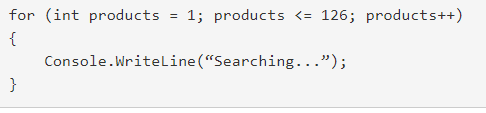 for (int products = 1; products <= 126; products++)
{
    Console.WriteLine(“Searching...”);
}